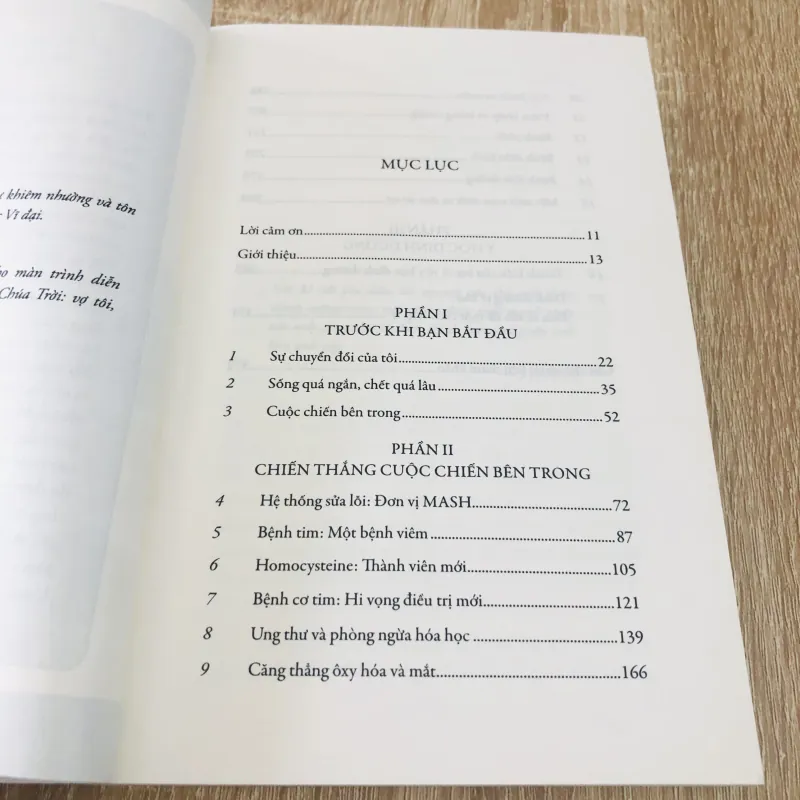 khiêm nhường và tôn
Vĩ đại.
màn trình diễn
Chúa Trời: vợ tôi,
MỤC LỤC
Lời cảm ơn...............................................................11
Giới thiệu...............................................................13
PHẦN I
TRƯỚC KHI BẠN BẮT ĐẦU
1 Sự chuyển đổi của tôi...............................................22
2 Sống quá ngắn, chết quá lâu.......................................35
3 Cuộc chiến bên trong...............................................52
PHẦN II
CHIẾN THẮNG CUỘC CHIẾN BÊN TRONG
4 Hệ thống sửa lỗi: Đơn vị MASH.................................72
5 Bệnh tim: Một bệnh viêm..........................................87
6 Homocysteine: Thành viên mới.................................105
7 Bệnh cơ tim: Hi vọng điều trị mới..............................121
8 Ung thư và phòng ngừa hóa học.................................139
9 Căng thẳng ôxy hóa và mắt........................................166